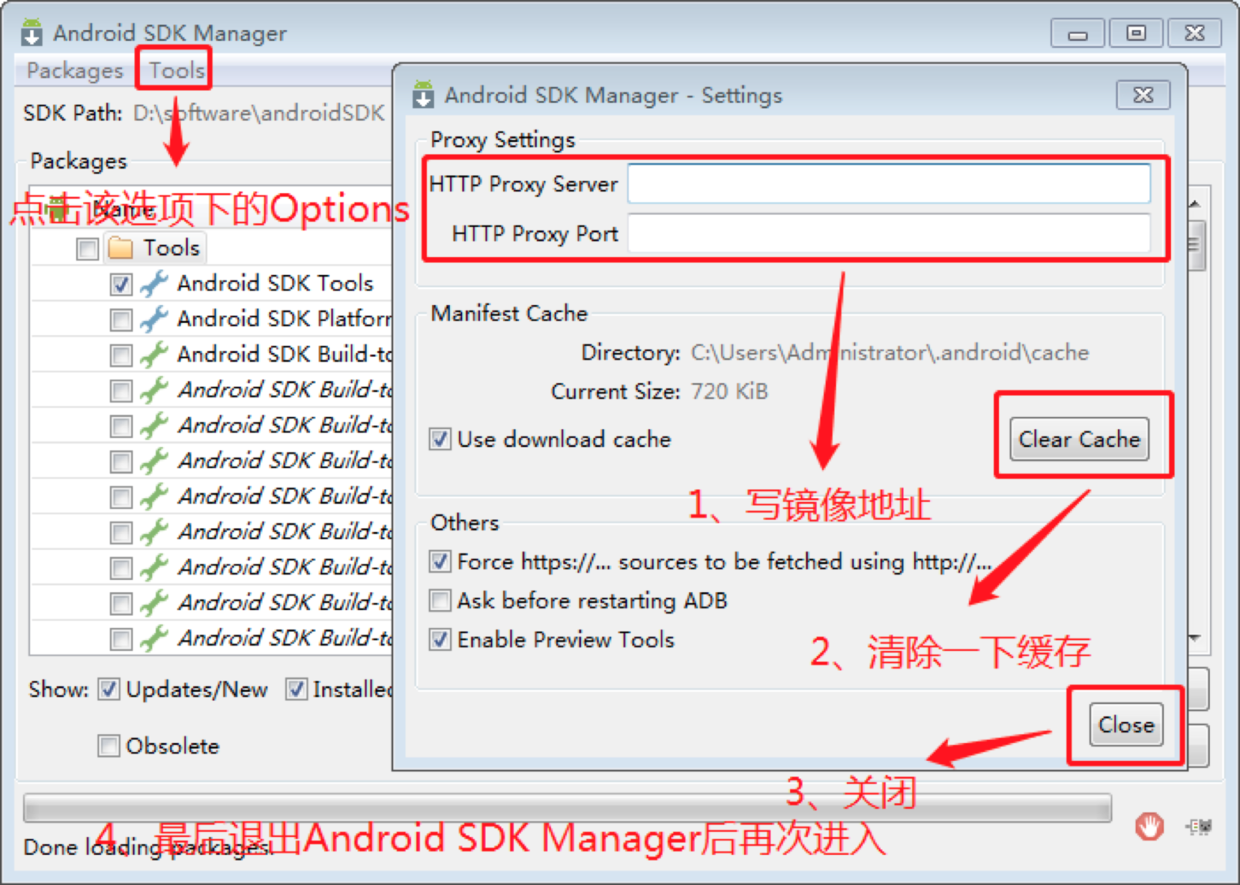 Android SDK Manager
Packages Tools
SDK Path: D:\software\androidSDK
Packages
点击该选项下的Options
Name
Tools
Android SDK Tools
Android SDK Platform
Android SDK Build-to
Android SDK Build-to
Android SDK Build-to
Android SDK Build-to
Android SDK Build-to
Android SDK Build-to
Android SDK Build-to
Android SDK Build-to
Android SDK Build-to
Show: Updates/New Installed
Obsolete
Android SDK Manager - Settings
Proxy Settings
HTTP Proxy Server
HTTP Proxy Port
Manifest Cache
Directory: C:\Users\Administrator\.android\cache
Current Size: 720 KiB
Use download cache
Clear Cache
1、写镜像地址
Others
Force https://... sources to be fetched using http://...
Ask before restarting ADB
Enable Preview Tools
2、清除一下缓存
Close
3、关闭
4、最后退出Android SDK Manager后再次进入
Done loading packages.